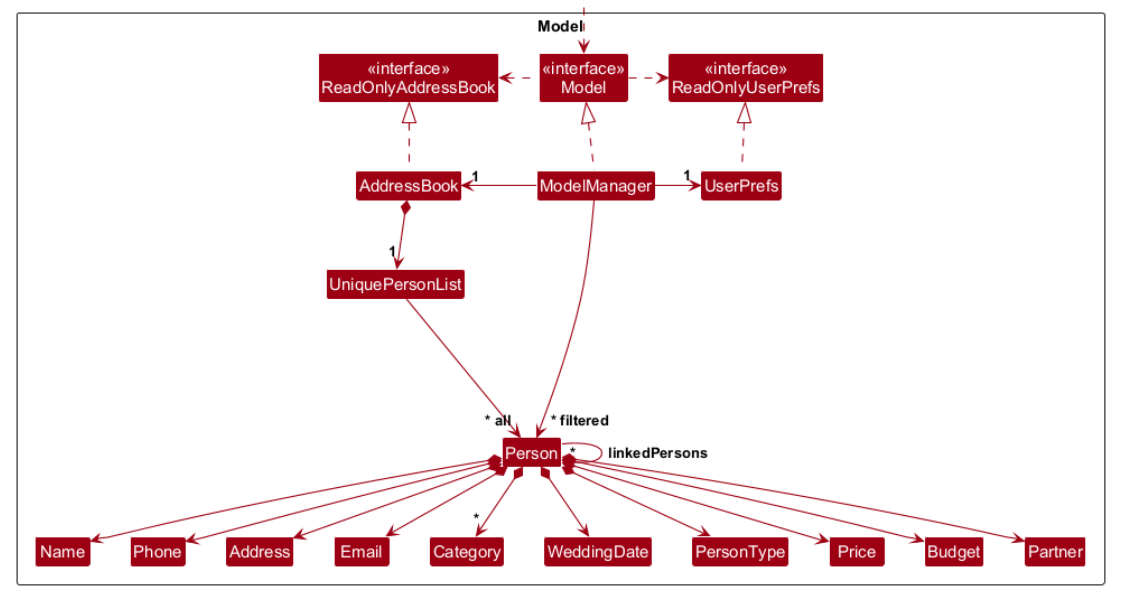 Model
«interface»
ReadOnlyAddressBook
«interface»
Model
«interface»
ReadOnlyUserPrefs
AddressBook
1
ModelManager
1
UserPrefs
1
UniquePersonList
* all
* filtered
Person
*
linkedPersons
*
Name
Phone
Address
Email
Category
WeddingDate
PersonType
Price
Budget
Partner